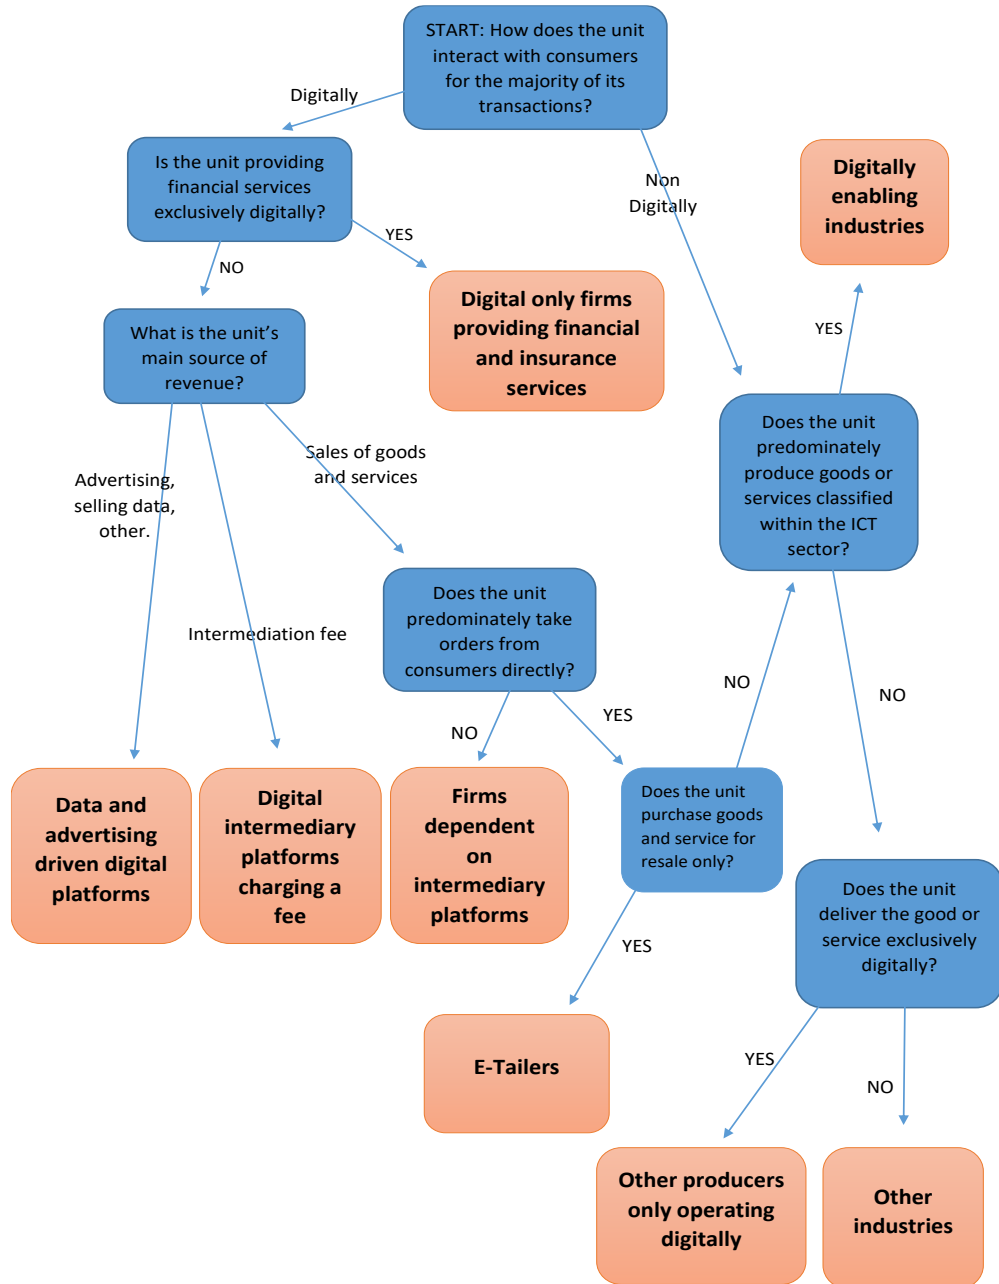 START: How does the unit
interact with consumers
for the majority of its
transactions?
Digitally
Non
Digitally
Is the unit providing
financial services
exclusively digitally?
YES
NO
Digitally
enabling
industries
Digital only firms
providing financial
and insurance
services
What is the unit's
main source of
revenue?
YES
Does the unit
predominately
produce goods or
services classified
within the ICT
sector?
Advertising,
selling data,
other.
Sales of goods
and services
Intermediation fee
Does the unit
predominately take
orders from
consumers directly?
NO
YES
NO
NO
Data and
advertising
driven digital
platforms
Digital
intermediary
platforms
charging a
fee
Firms
dependent
on
intermediary
platforms
Does the unit
purchase goods
and service for
resale only?
Does the unit
deliver the good or
service exclusively
digitally?
YES
E-Tailers
YES
NO
Other producers
only operating
digitally
Other
industries